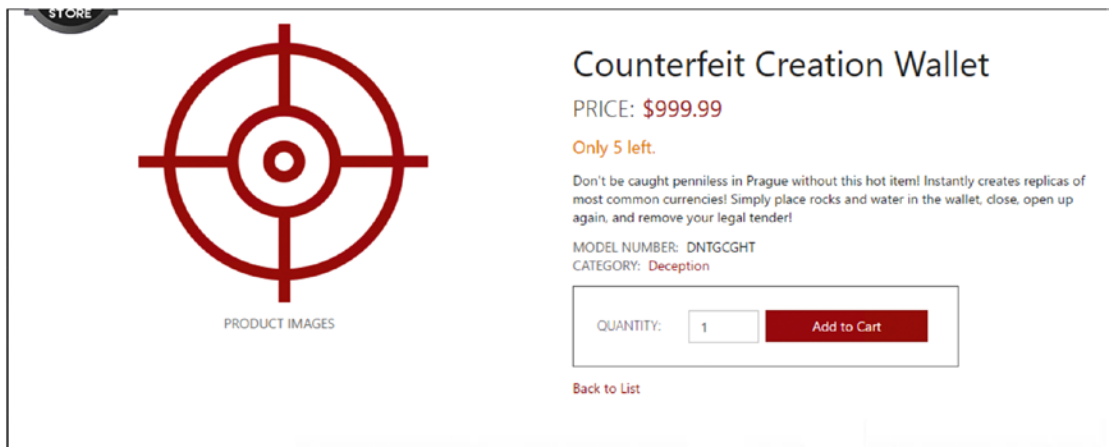 STORE
Counterfeit Creation Wallet
PRICE: $999.99
Only 5 left.
Don't be caught penniless in Prague without this hot item! Instantly creates replicas of
most common currencies! Simply place rocks and water in the wallet, close, open up
again, and remove your legal tender!
MODEL NUMBER: DNTGCGHT
CATEGORY: Deception
PRODUCT IMAGES
QUANTITY: 1 Add to Cart
Back to List